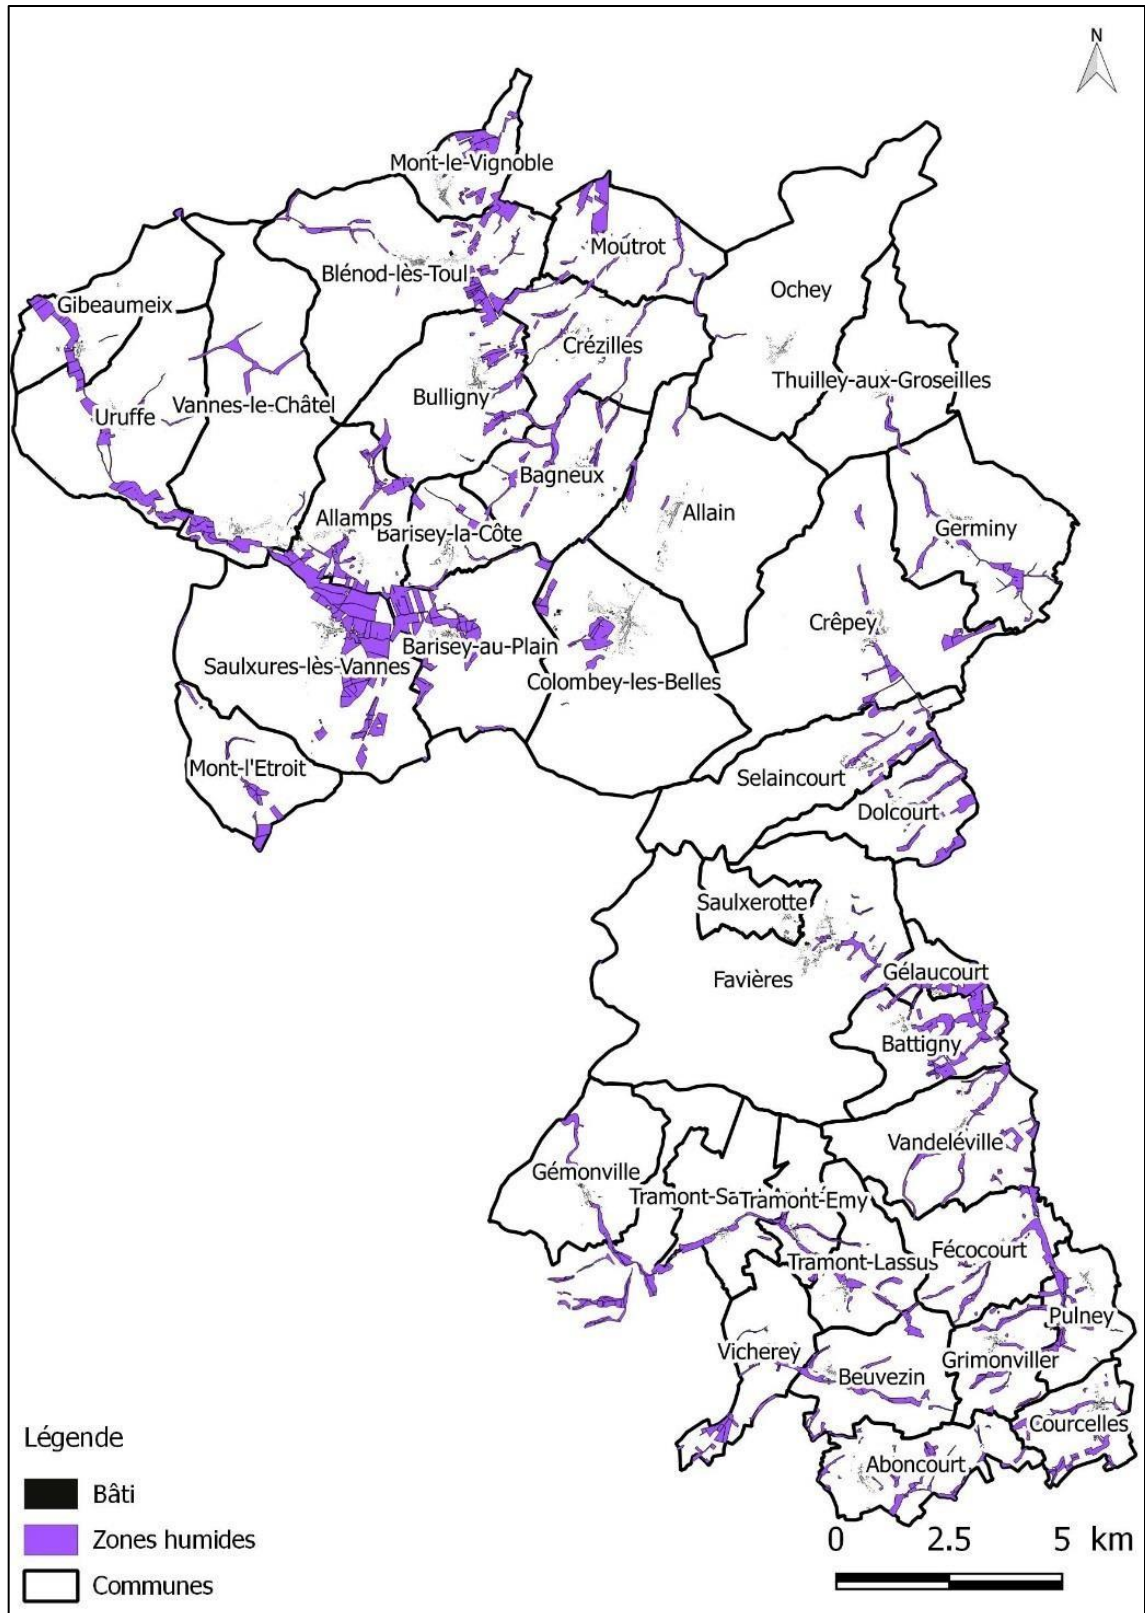 N
Mont-le-Vignoble
Moutrot
Blénod-lès-Toul
Ochey
Gibeaumeix
Crézilles
Thuilley-aux-Groseilles
Bulligny
Vannes-le-Châtel
Uruffe
Bagneux
Allain
Allamps
Barisey-la-Côte
Germiny
Crêpey
Barisey-au-Plain
Saulxures-lès-Vannes
Colombey-les-Belles
Mont-l'Etroit
Selaincourt
Dolcourt
Saulxerotte
Favières
Gélaucourt
Battigny
Vandeléville
Gémonville
Tramont-Sa
Tramont-Emy
Fécocourt
Tramont-Lassus
Pulney
Vicherey
Grimonviller
Beuvezin
Courcelles
Aboncourt
Légende
Bâti
Zones humides
Communes
0 2.5 5 km